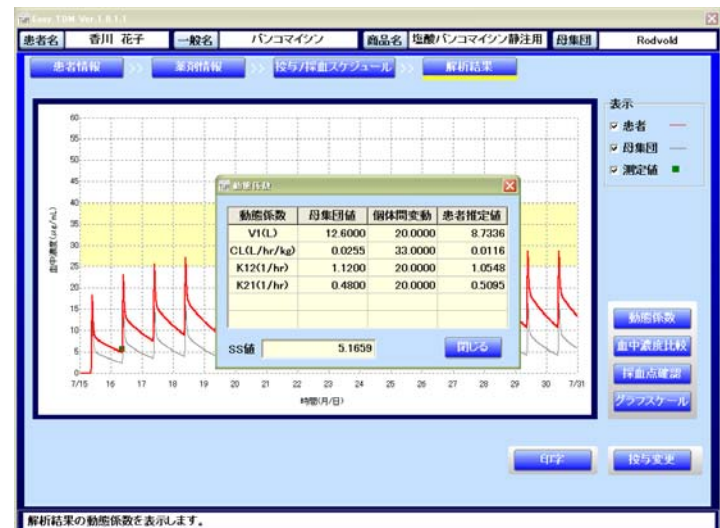 Easy TDM Ver.1.0.1.1
患者名 香川 花子 一般名 バンコマイシン 商品名 塩酸バンコマイシン静注用 母集団 Rodvold
患者情報 >> 薬剤情報 >> 投与/採血スケジュール >> 解析結果
表示
患者
母集団
測定値
血中濃度(μg/mL)
60
55
50
45
40
35
30
25
20
15
10
5
0
7/15 16 17 18 19 20 21 22 23 24 25 26 27 28 29 30 7/31
時間(月/日)
動態係数
動態係数 母集団値 個体間変動 患者推定値
V1(L) 12.6000 20.0000 8.7336
CL(L/hr/kg) 0.0255 33.0000 0.0116
K12(1/hr) 1.1200 20.0000 1.0548
K21(1/hr) 0.4800 20.0000 0.5095
SS値 5.1659 閉じる
動態係数
血中濃度比較
採血点確認
グラフスケール
印字 投与変更
解析結果の動態係数を表示します。